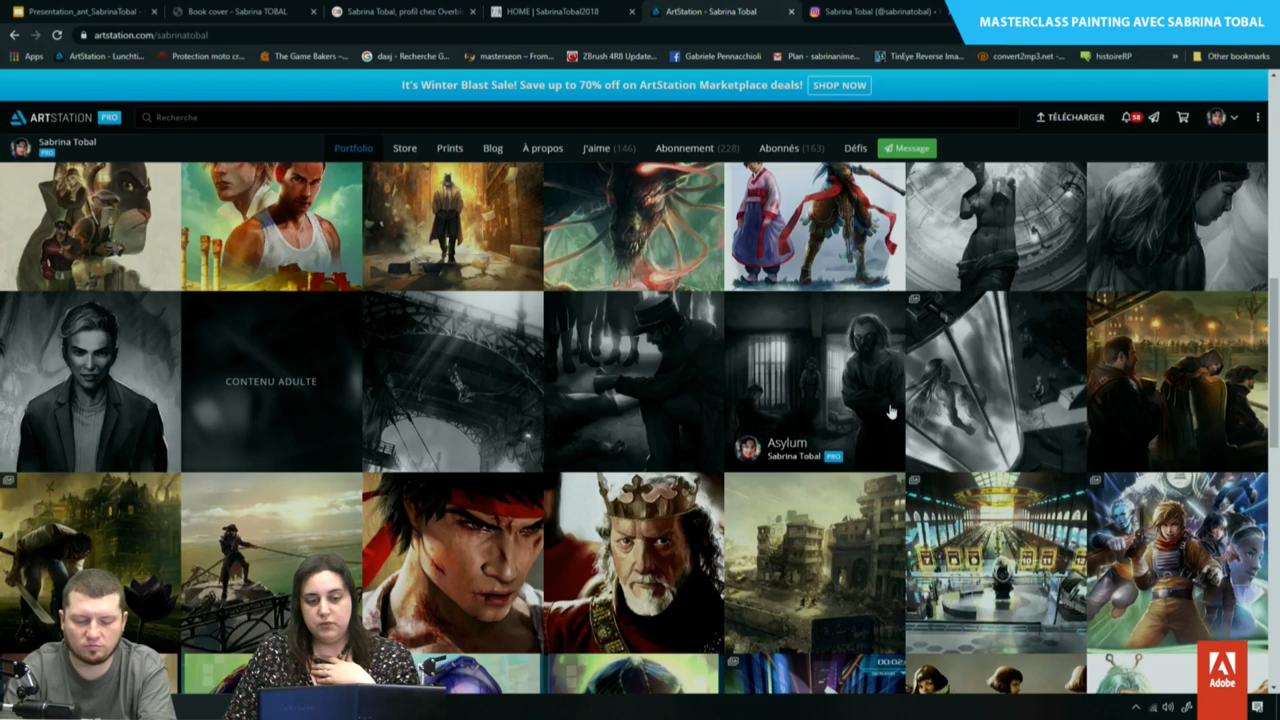 Presentation_ant_SabrinaTobal -
Book cover - Sabrina TOBAL
Sabrina Tobal, profil chez Overbl
HOME | SabrinaTobal2018
ArtStation - Sabrina Tobal
Sabrina Tobal (@sabrinatobal) •
MASTERCLASS PAINTING AVEC SABRINA TOBAL
artstation.com/sabrinatobal
Apps
ArtStation - Lunchti...
Protection moto cr...
The Game Bakers –...
daxj - Recherche G...
masterxeon – From...
ZBrush 4R8 Update...
Gabriele Pennacchioli
Plan - sabrinanime...
TinEye Reverse Ima...
convert2mp3.net -...
histoireRP
»
Other bookmarks
It's Winter Blast Sale! Save up to 70% off on ArtStation Marketplace deals!
SHOP NOW
ARTSTATION PRO
Recherche
TÉLÉCHARGER
58
Sabrina Tobal
PRO
Portfolio
Store
Prints
Blog
À propos
J'aime (146)
Abonnement (228)
Abonnés (163)
Défis
Message
CONTENU ADULTE
Asylum
Sabrina Tobal PRO
00:02
Adobe